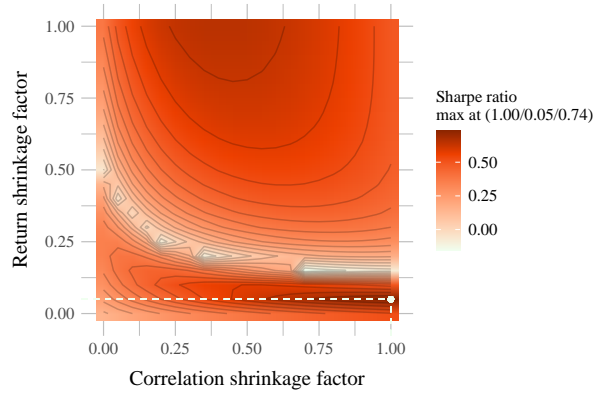 1.00
0.75
0.50
0.25
0.00
Return shrinkage factor
0.00 0.25 0.50 0.75 1.00
Correlation shrinkage factor
Sharpe ratio
max at (1.00/0.05/0.74)
0.50
0.25
0.00